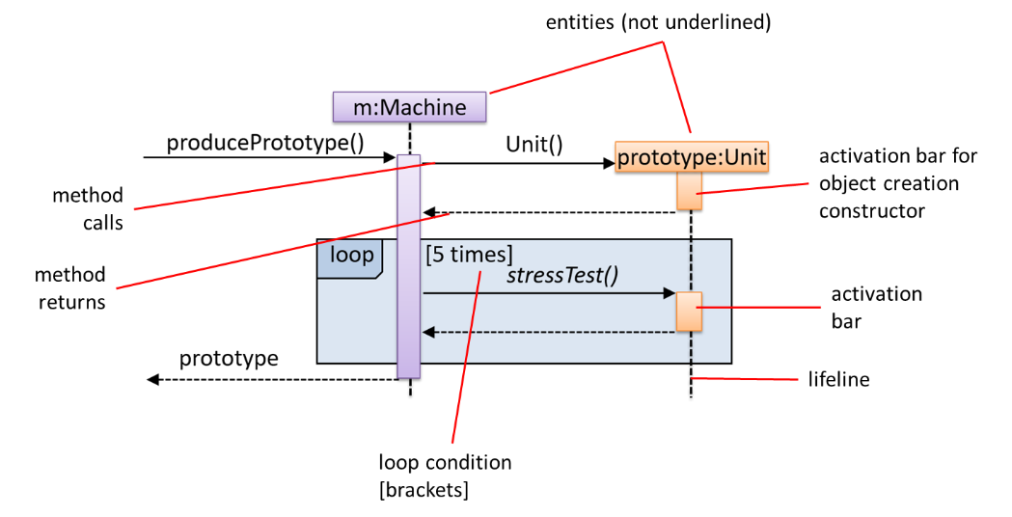 entities (not underlined)
m:Machine
producePrototype()
Unit()
prototype:Unit
activation bar for
object creation
constructor
method
calls
loop
[5 times]
method
returns
stressTest()
activation
bar
prototype
lifeline
loop condition
[brackets]